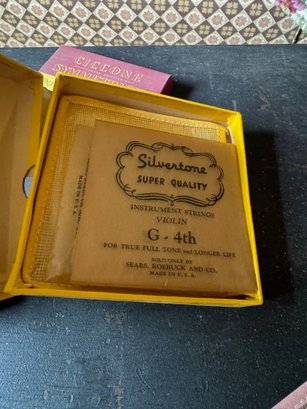 Silvertone
SUPER QUALITY
INSTRUMENT STRINGS
VIOLIN
G - 4th
FOR TRUE FULL TONE AND LONGER LIFE
SOLD ONLY BY
SEARS, ROEBUCK AND CO.
MADE IN U. S. A.